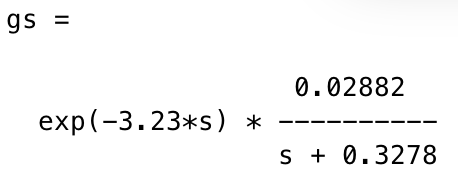 gs =
0.02882
exp(-3.23*s) * ----------
s + 0.3278